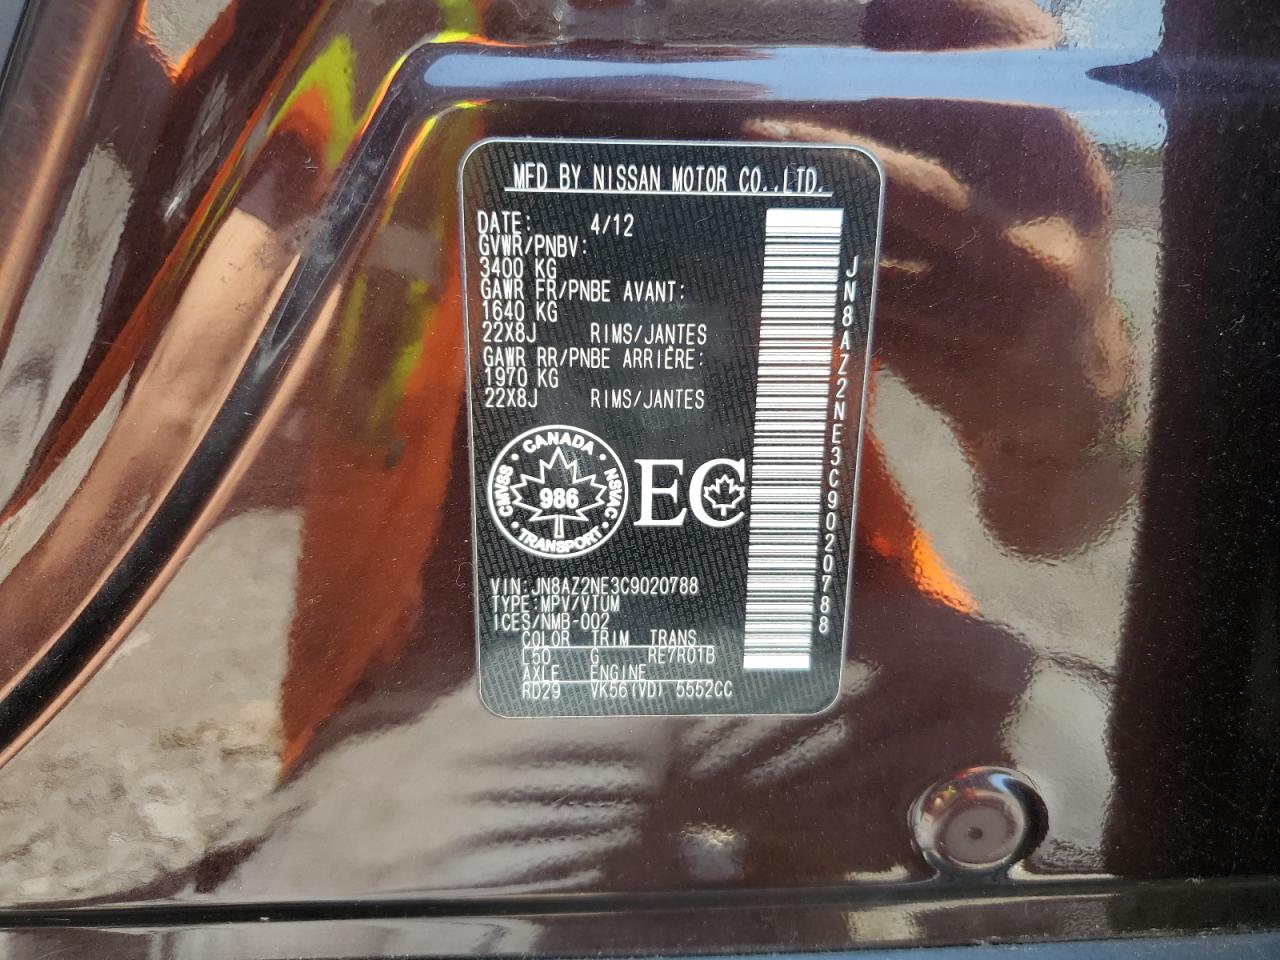 MFD BY NISSAN MOTOR CO.,LTD.
DATE: 4/12
GVWR/PNBV:
3400 KG
GAWR FR/PNBE AVANT:
1640 KG
22X8J RIMS/JANTES
GAWR RR/PNBE ARRIÈRE:
1970 KG
22X8J RIMS/JANTES
CANADA
CMVSS 986 NSVAC
TRANSPORT
EC
VIN:JN8AZ2NE3C9020788
TYPE:MPV/VTUM
ICES/NMB-002
COLOR TRIM TRANS
L50 G RE7R01B
AXLE ENGINE
RD29 VK56(VD) 5552CC
JN8AZ2NE3C9020788